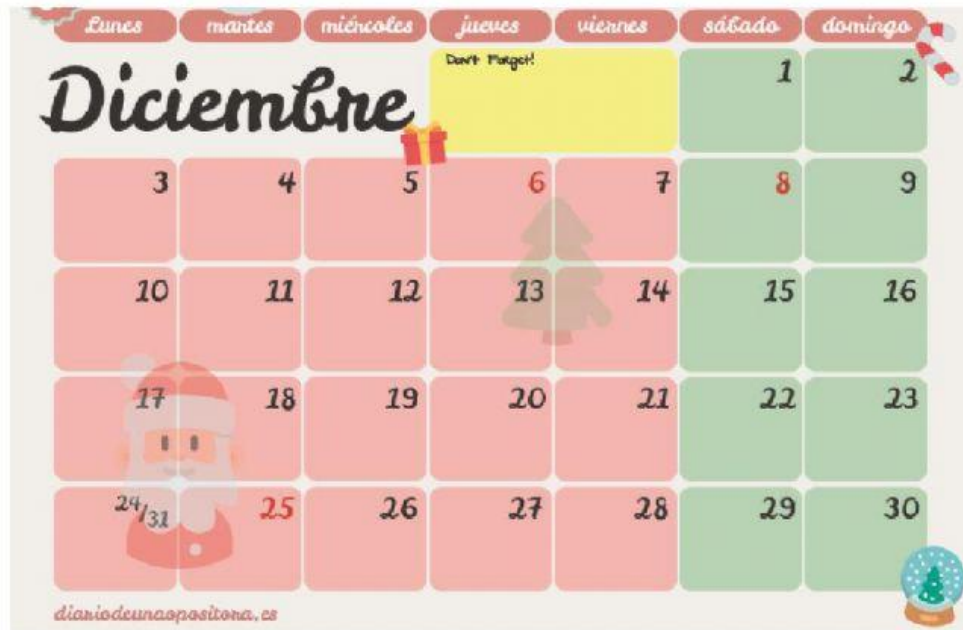 lunes martes miércoles jueves viernes sábado domingo
Diciembre
Don't Forget!
1 2
3 4 5 6 7 8 9
10 11 12 13 14 15 16
17 18 19 20 21 22 23
24/31 25 26 27 28 29 30
diariodeunaopositora.es